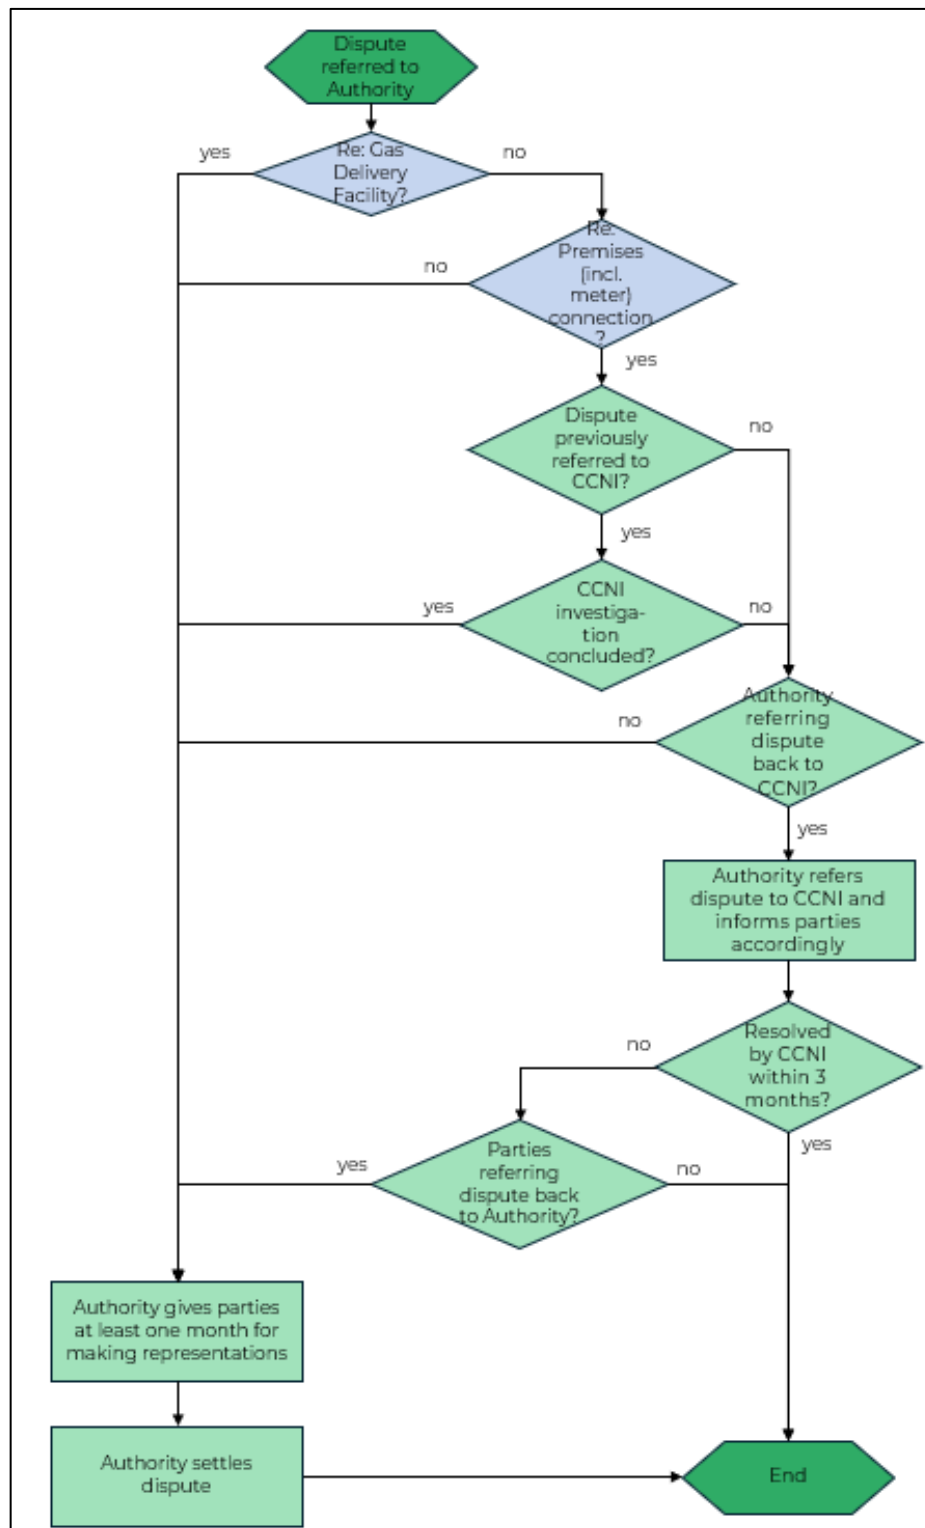 Dispute
referred to
Authority
yes
Re: Gas
Delivery
Facility?
no
Re:
Premises
(incl.
meter)
connection
?
no
yes
Dispute
previously
referred to
CCNI?
no
yes
CCNI
investiga-
tion
concluded?
yes
no
Authority
referring
dispute
back to
CCNI?
no
yes
Authority refers
dispute to CCNI and
informs parties
accordingly
Resolved
by CCNI
within 3
months?
no
yes
Parties
referring
dispute back
to Authority?
yes
no
Authority gives parties
at least one month for
making representations
Authority settles
dispute
End